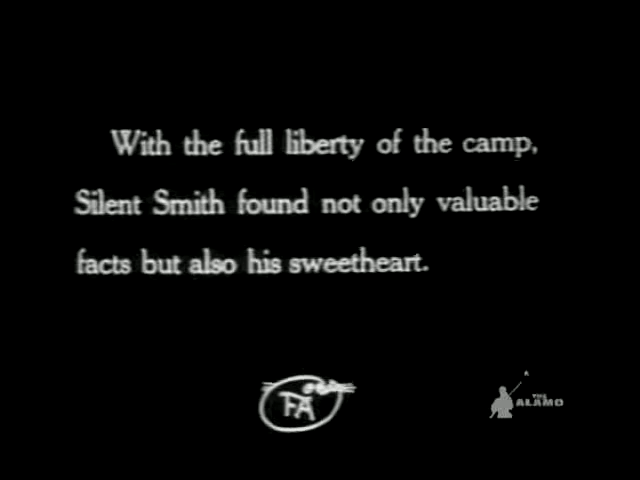 With the full liberty of the camp,
Silent Smith found not only valuable
facts but also his sweetheart.
FA
THE
ALAMO